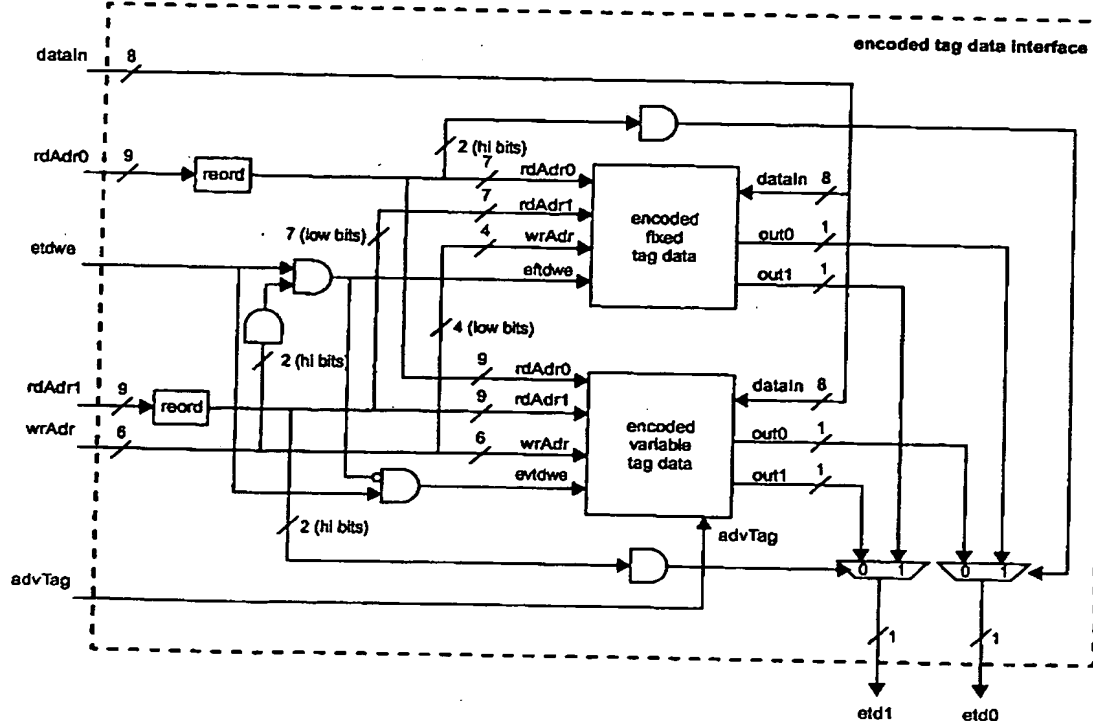 encoded tag data interface
dataIn
8
2 (hi bits)
rdAdr0
9
reord
7
rdAdr0
7
rdAdr1
7 (low bits)
4
wrAdr
etdwe
eftdwe
encoded
fixed
tag data
dataIn
8
out0
1
out1
1
4 (low bits)
2 (hi bits)
rdAdr1
9
reord
wrAdr
6
9
rdAdr0
9
rdAdr1
6
wrAdr
evtdwe
encoded
variable
tag data
dataIn
8
out0
1
out1
1
2 (hi bits)
advTag
advTag
0
1
0
1
1
1
etd1
etd0